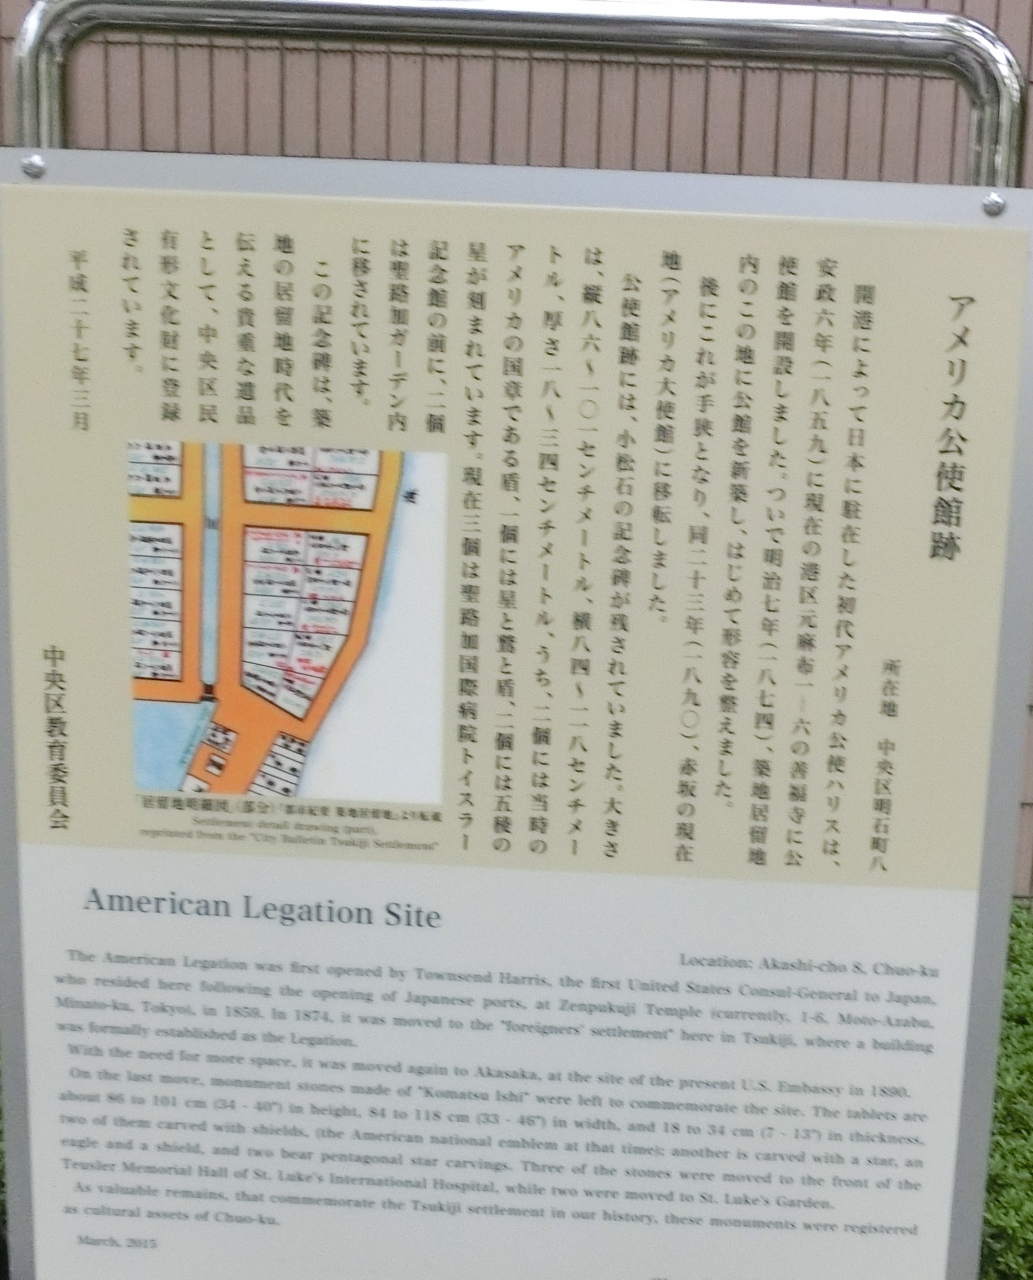 アメリカ公使館跡
所在地 中央区明石町八
開港によって日本に駐在した初代アメリカ公使ハリスは、
安政六年(一八五九)に現在の港区元麻布一―六の善福寺に公
使館を開設しました。ついで明治七年(一八七四)、築地居留地
内のこの地に公館を新築し、はじめて形容を整えました。
後にこれが手狭となり、同二十三年(一八九〇)、赤坂の現在
地(アメリカ大使館)に移転しました。
公使館跡には、小松石の記念碑が残されていました。大きさ
は、縦八六～一〇一センチメートル、横八四～一一八センチメー
トル、厚さ一八～三四センチメートル、うち、二個には当時の
アメリカの国章である盾、一個には星と鷲と盾、二個には五稜の
星が刻まれています。現在三個は聖路加国際病院トイスラー
記念館の前に、二個
は聖路加ガーデン内
に移されています。
この記念碑は、築
地の居留地時代を
伝える貴重な遺品
として、中央区民
有形文化財に登録
されています。
平成二十七年三月
中央区教育委員会
「居留地明細図」(部分)『都市紀要 築地居留地』より転載
Settlement detail drawing (part),
reprinted from the "City Bulletin Tsukiji Settlement"
American Legation Site
Location: Akashi-cho 8, Chuo-ku
The American Legation was first opened by Townsend Harris, the first United States Consul-General to Japan,
who resided here following the opening of Japanese ports, at Zenpukuji Temple (currently, 1-6, Moto-Azabu,
Minato-ku, Tokyo), in 1859. In 1874, it was moved to the "foreigners' settlement" here in Tsukiji, where a building
was formally established as the Legation.
With the need for more space, it was moved again to Akasaka, at the site of the present U.S. Embassy in 1890.
On the last move, monument stones made of "Komatsu Ishi" were left to commemorate the site. The tablets are
about 86 to 101 cm (34 - 40") in height, 84 to 118 cm (33 - 46") in width, and 18 to 34 cm (7 - 13") in thickness,
two of them carved with shields, (the American national emblem at that time); another is carved with a star, an
eagle and a shield, and two bear pentagonal star carvings. Three of the stones were moved to the front of the
Teusler Memorial Hall of St. Luke's International Hospital, while two were moved to St. Luke's Garden.
As valuable remains, that commemorate the Tsukiji settlement in our history, these monuments were registered
as cultural assets of Chuo-ku.
March, 2015